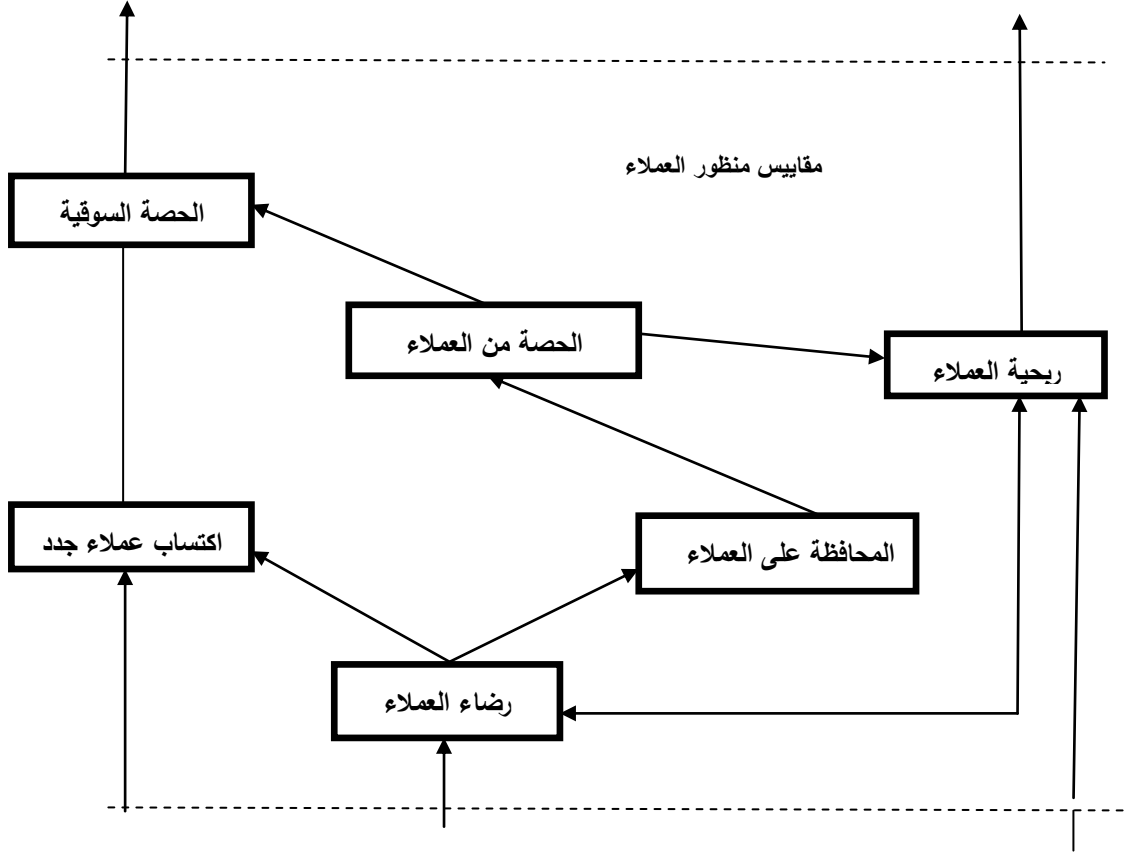 مقاييس منظور العملاء
الحصة السوقية
الحصة من العملاء
ربحية العملاء
اكتساب عملاء جدد
المحافظة على العملاء
رضاء العملاء